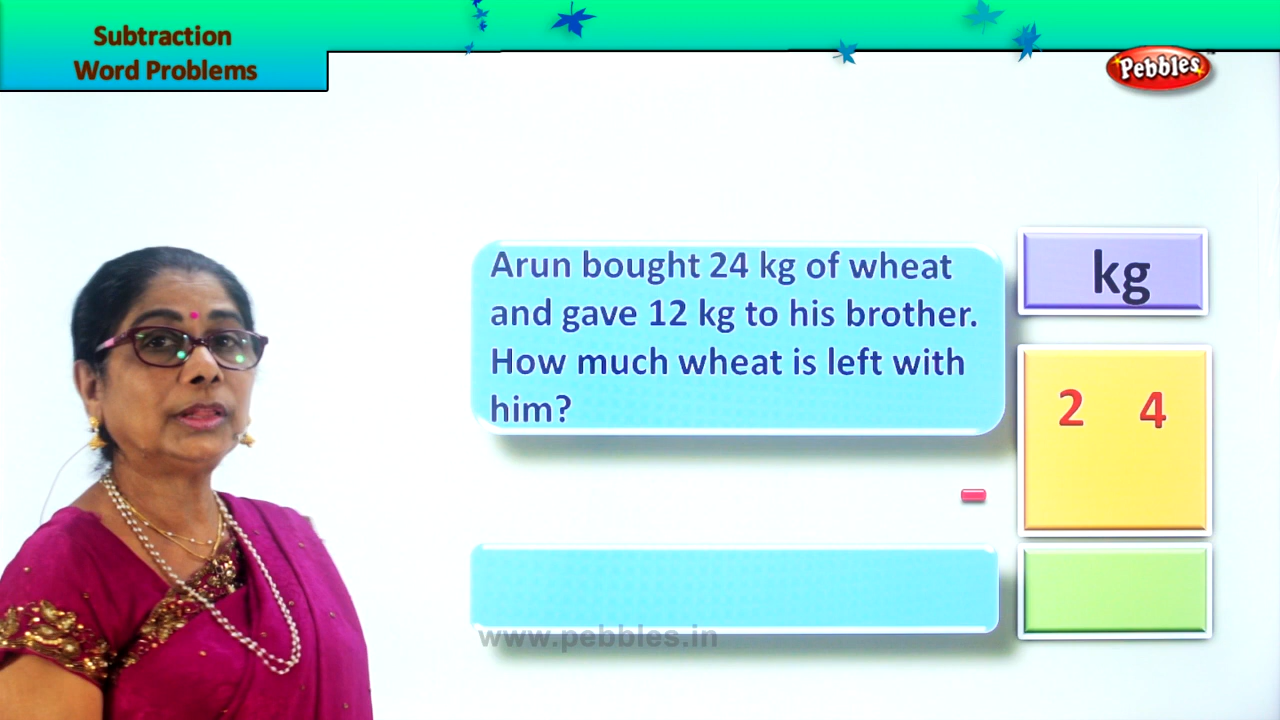 Subtraction
Word Problems
Pebbles
Arun bought 24 kg of wheat
and gave 12 kg to his brother.
How much wheat is left with
him?
kg
2 4
-
www.pebbles.in